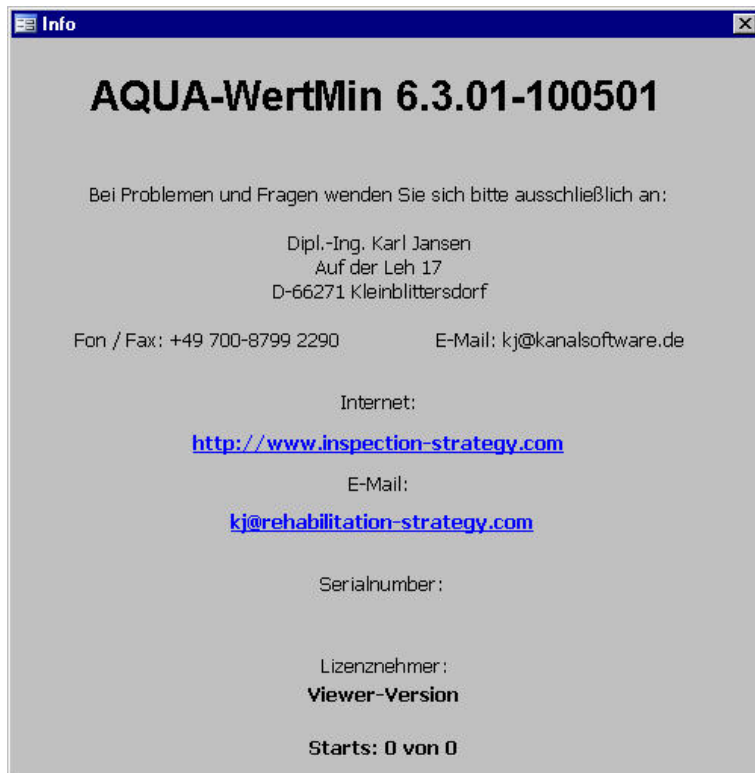 Info
AQUA-WertMin 6.3.01-100501
Bei Problemen und Fragen wenden Sie sich bitte ausschließlich an:
Dipl.-Ing. Karl Jansen
Auf der Leh 17
D-66271 Kleinblittersdorf
Fon / Fax: +49 700-8799 2290 E-Mail: kj@kanalsoftware.de
Internet:
http://www.inspection-strategy.com
E-Mail:
kj@rehabilitation-strategy.com
Serialnumber:
Lizenznehmer:
Viewer-Version
Starts: 0 von 0